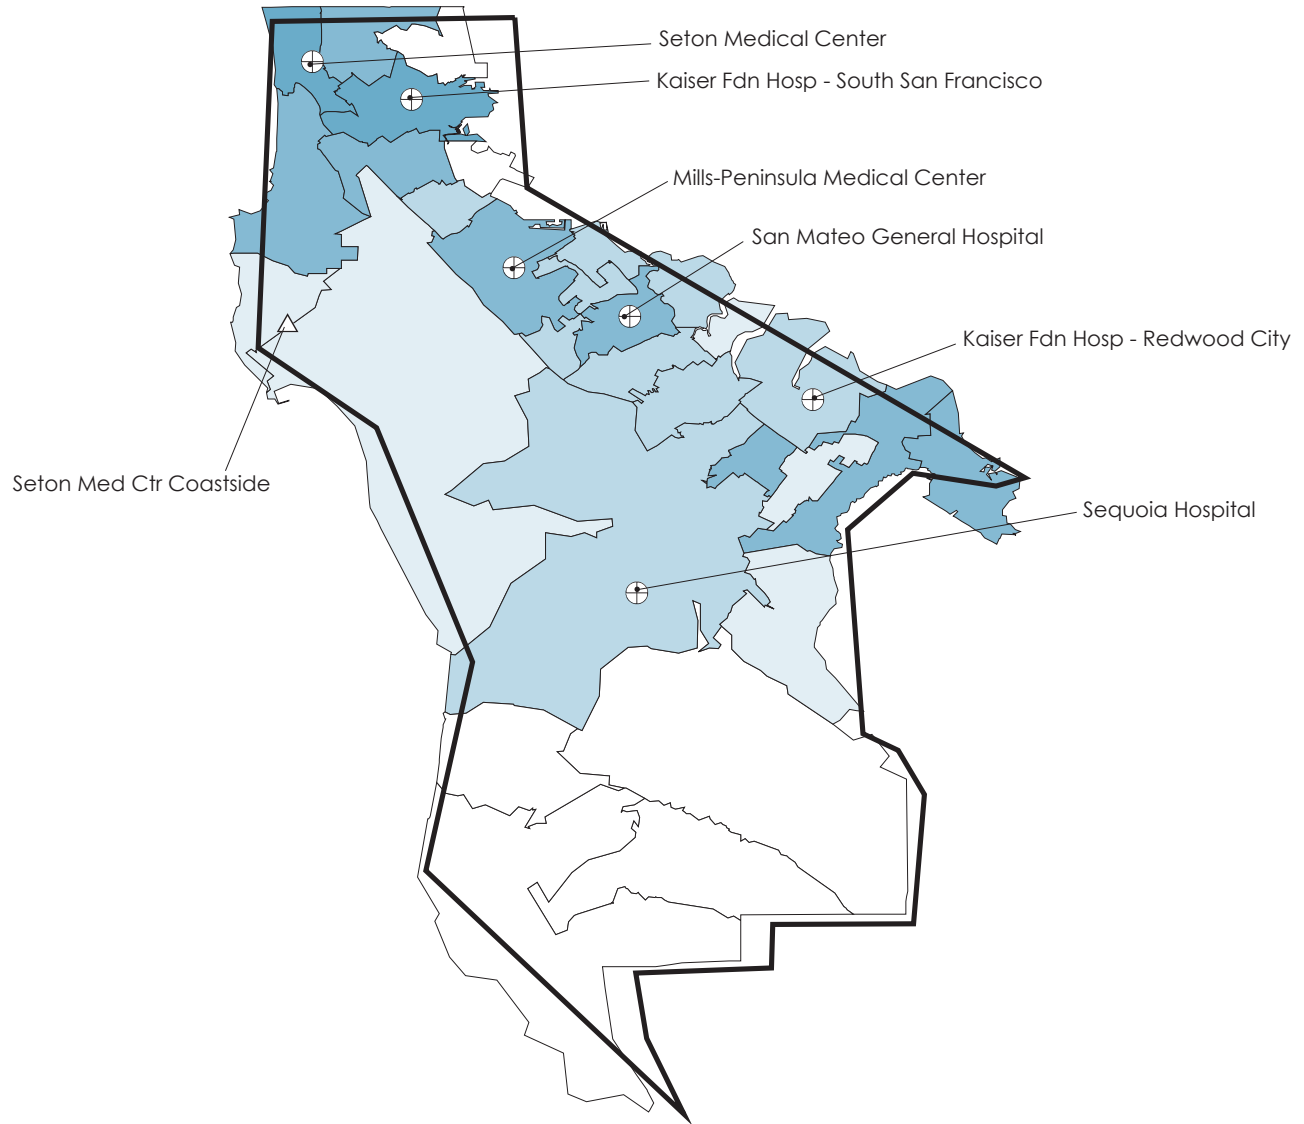 Seton Medical Center
Kaiser Fdn Hosp - South San Francisco
Mills-Peninsula Medical Center
San Mateo General Hospital
Kaiser Fdn Hosp - Redwood City
Seton Med Ctr Coastside
Sequoia Hospital